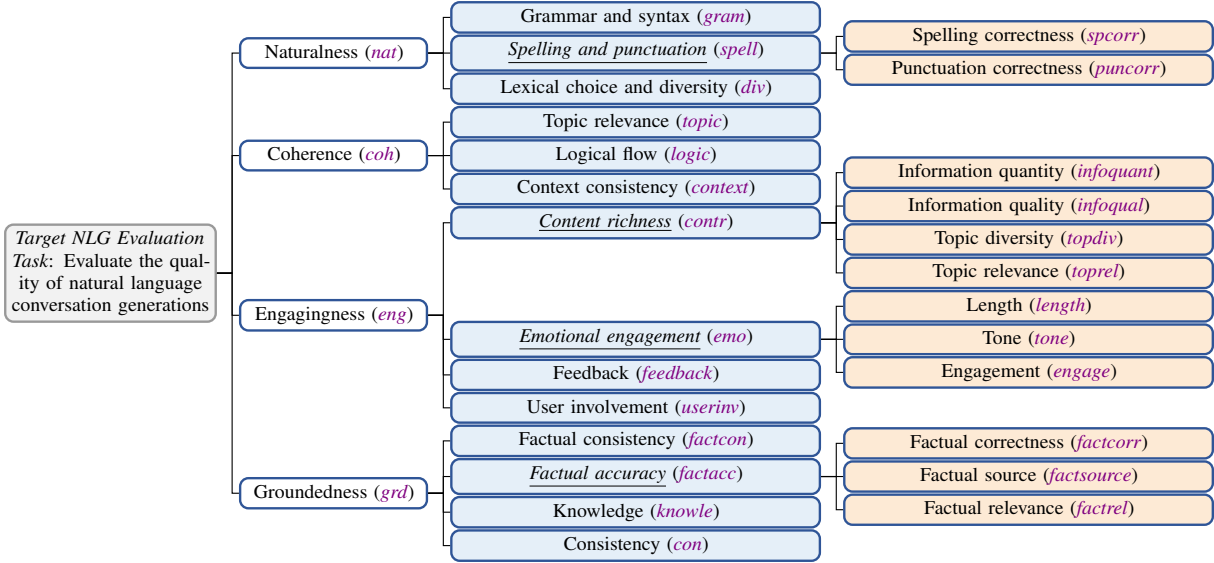 Target NLG Evaluation
Task: Evaluate the qual-
ity of natural language
conversation generations
Naturalness (nat)
Coherence (coh)
Engagingness (eng)
Groundedness (grd)
Grammar and syntax (gram)
Spelling and punctuation (spell)
Lexical choice and diversity (div)
Topic relevance (topic)
Logical flow (logic)
Context consistency (context)
Content richness (contr)
Emotional engagement (emo)
Feedback (feedback)
User involvement (userinv)
Factual consistency (factcon)
Factual accuracy (factacc)
Knowledge (knowle)
Consistency (con)
Spelling correctness (spcorr)
Punctuation correctness (puncorr)
Information quantity (infoquant)
Information quality (infoqual)
Topic diversity (topdiv)
Topic relevance (toprel)
Length (length)
Tone (tone)
Engagement (engage)
Factual correctness (factcorr)
Factual source (factsource)
Factual relevance (factrel)